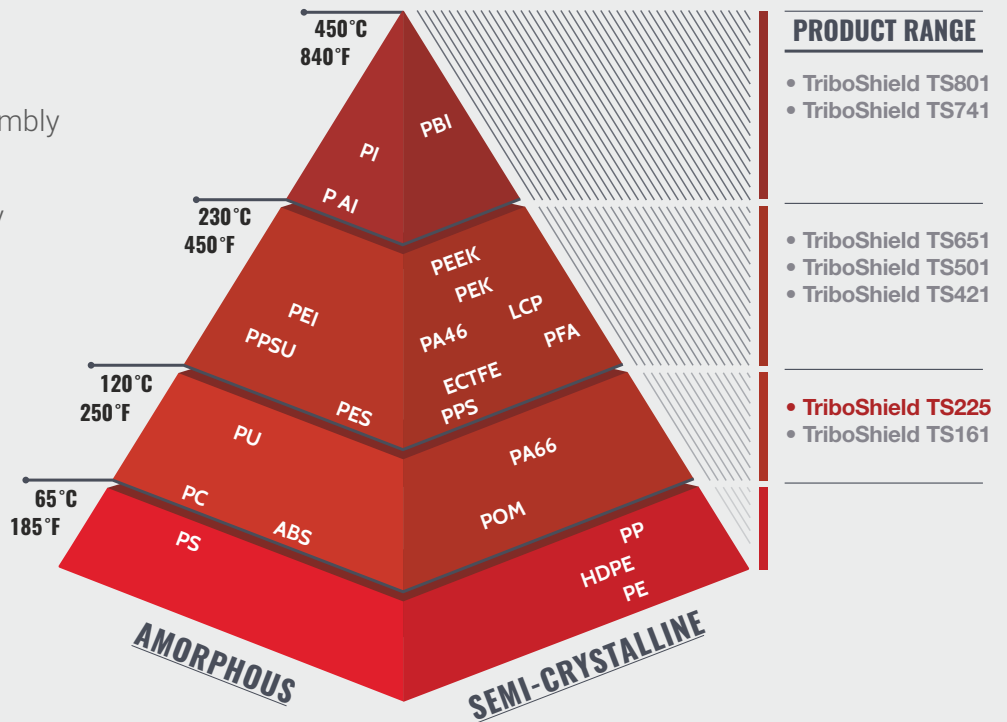 450°C
840°F
PRODUCT RANGE
• TriboShield TS801
• TriboShield TS741
mbly
PBI
PI
P AI
230°C
450°F
• TriboShield TS651
• TriboShield TS501
• TriboShield TS421
PEEK
PEK
LCP
PEI
PA46
PFA
PPSU
ECTFE
PES
PPS
120°C
250°F
• TriboShield TS225
• TriboShield TS161
PU
PA66
PC
POM
ABS
65°C
185°F
PS
PP
HDPE
PE
AMORPHOUS
SEMI-CRYSTALLINE